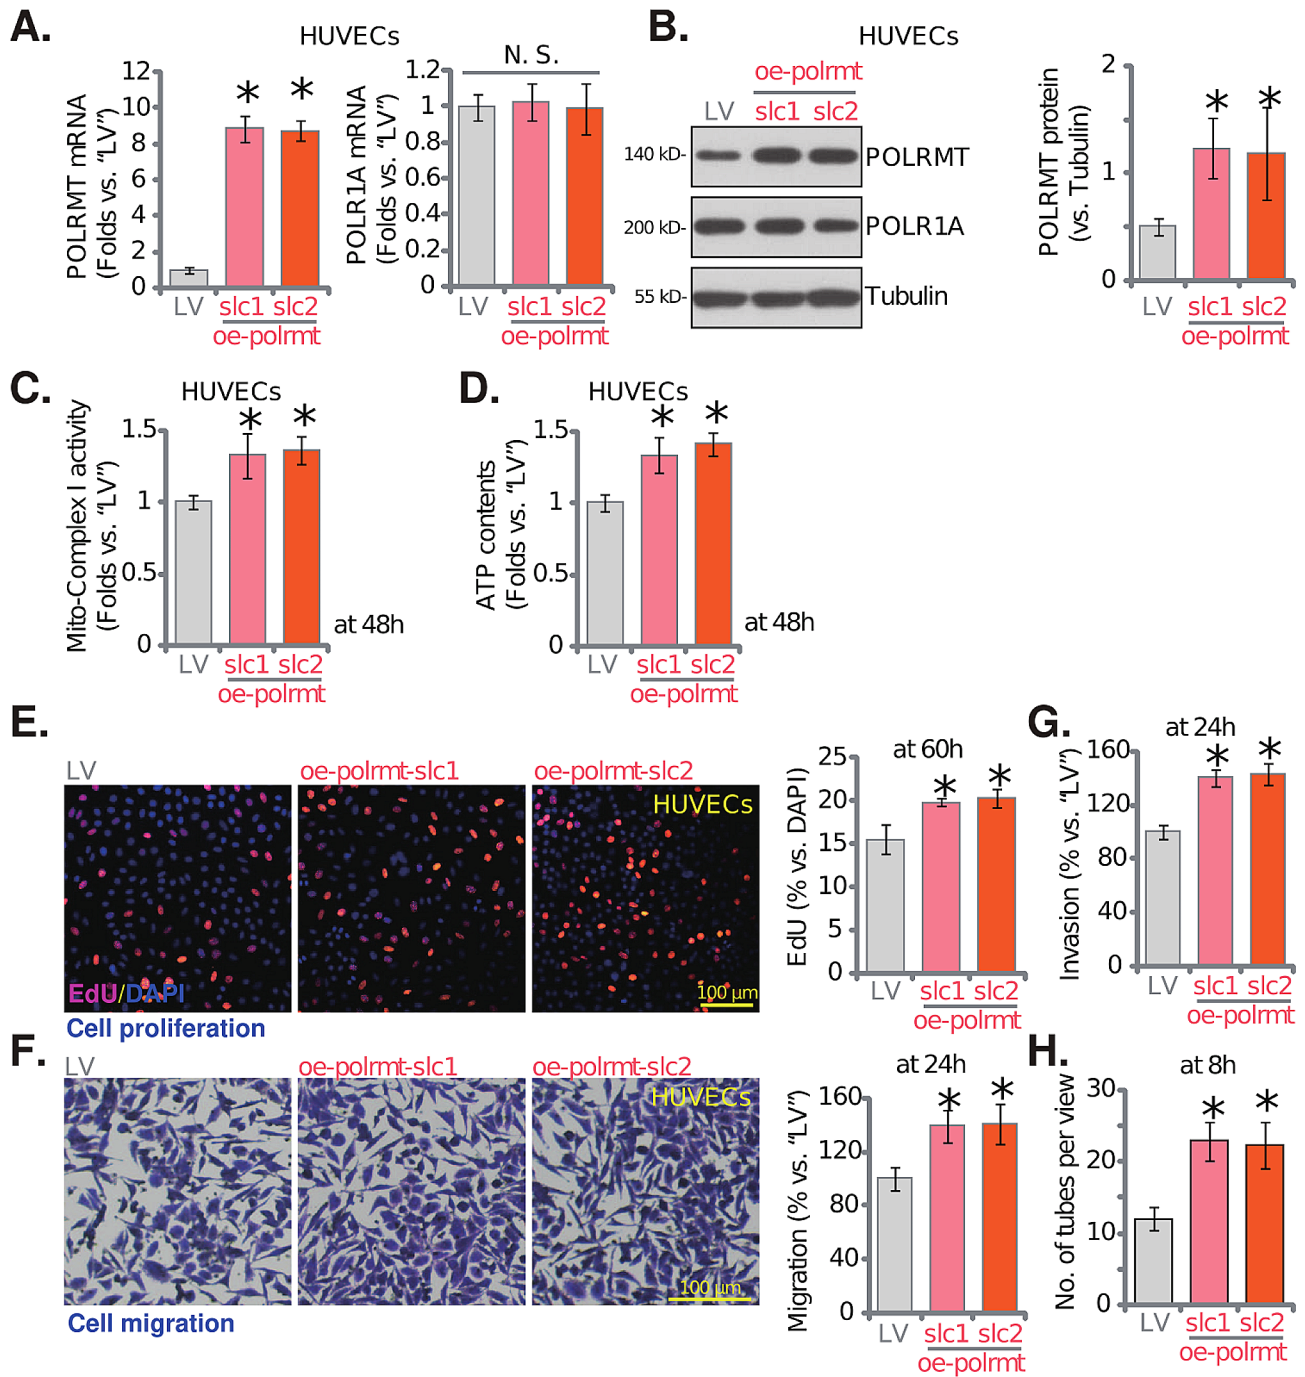 A.
HUVECs
POLRMT mRNA
(Folds vs. “LV”)
12
10
8
6
4
2
0
*
*
LV
slc1
slc2
oe-polrmt
POLR1A mRNA
(Folds vs. “LV”)
N. S.
1.2
1
0.8
0.6
0.4
0.2
0
LV
slc1
slc2
oe-polrmt
B.
HUVECs
oe-polrmt
LV
slc1
slc2
140 kD-
POLRMT
200 kD-
POLR1A
55 kD-
Tubulin
POLRMT protein
(vs. Tubulin)
2
1
0
*
*
LV
slc1
slc2
oe-polrmt
C.
HUVECs
Mito-Complex I activity
(Folds vs. “LV”)
1.5
1
0.5
0
*
*
at 48h
LV
slc1
slc2
oe-polrmt
D.
HUVECs
ATP contents
(Folds vs. “LV”)
1.5
1
0.5
0
*
*
at 48h
LV
slc1
slc2
oe-polrmt
E.
LV
oe-polrmt-slc1
oe-polrmt-slc2
HUVECs
EdU/DAPI
100 μm
Cell proliferation
at 60h
EdU (% vs. DAPI)
25
20
15
10
5
0
*
*
LV
slc1
slc2
oe-polrmt
G.
at 24h
Invasion (% vs. “LV”)
160
120
80
40
0
*
*
LV
slc1
slc2
oe-polrmt
F.
LV
oe-polrmt-slc1
oe-polrmt-slc2
HUVECs
100 μm
Cell migration
at 24h
Migration (% vs. “LV”)
160
120
80
40
0
*
*
LV
slc1
slc2
oe-polrmt
H.
at 8h
No. of tubes per view
30
20
10
0
*
*
LV
slc1
slc2
oe-polrmt